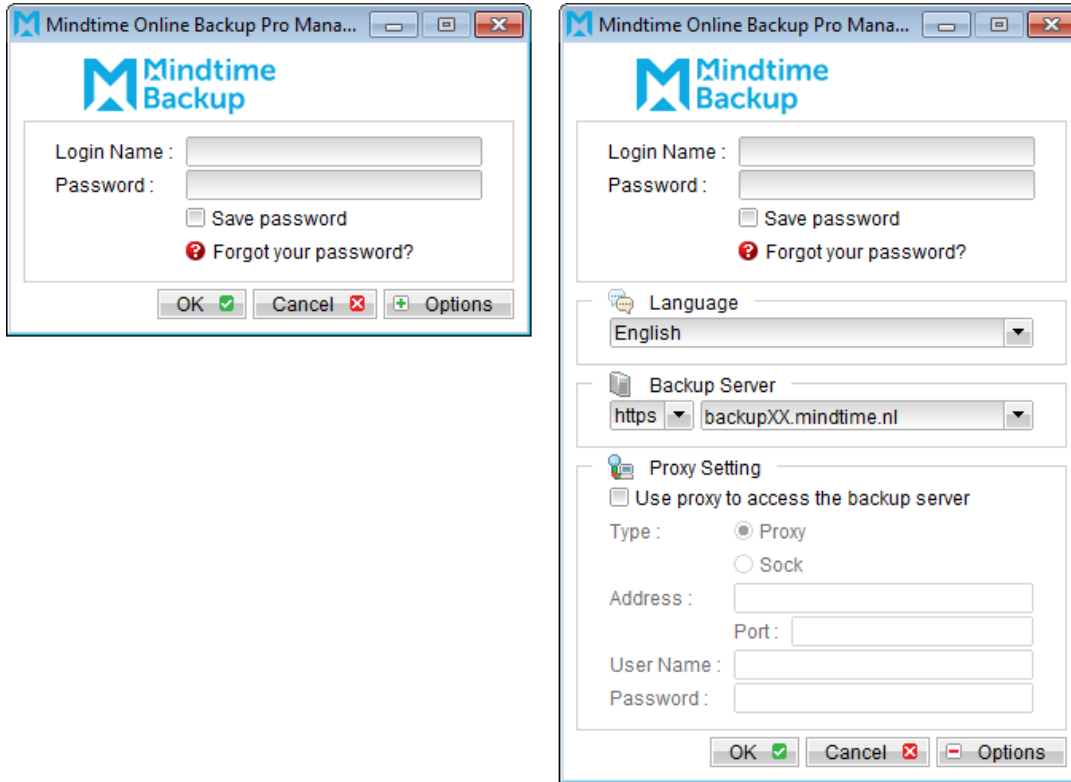 Mindtime Online Backup Pro Mana...
Mindtime
Backup
Login Name :
Password :
Save password
Forgot your password?
OK Cancel Options
Mindtime Online Backup Pro Mana...
Mindtime
Backup
Login Name :
Password :
Save password
Forgot your password?
Language
English
Backup Server
https backupXX.mindtime.nl
Proxy Setting
Use proxy to access the backup server
Type : Proxy
Sock
Address :
Port :
User Name :
Password :
OK Cancel Options